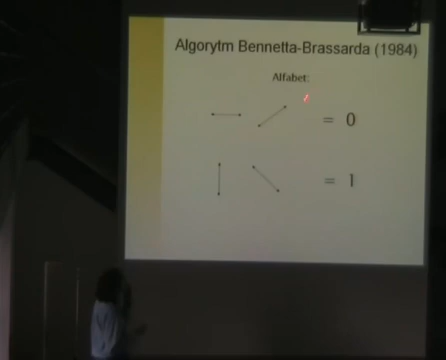 Algorytm Bennetta-Brassarda (1984)
Alfabet:
= 0
= 1